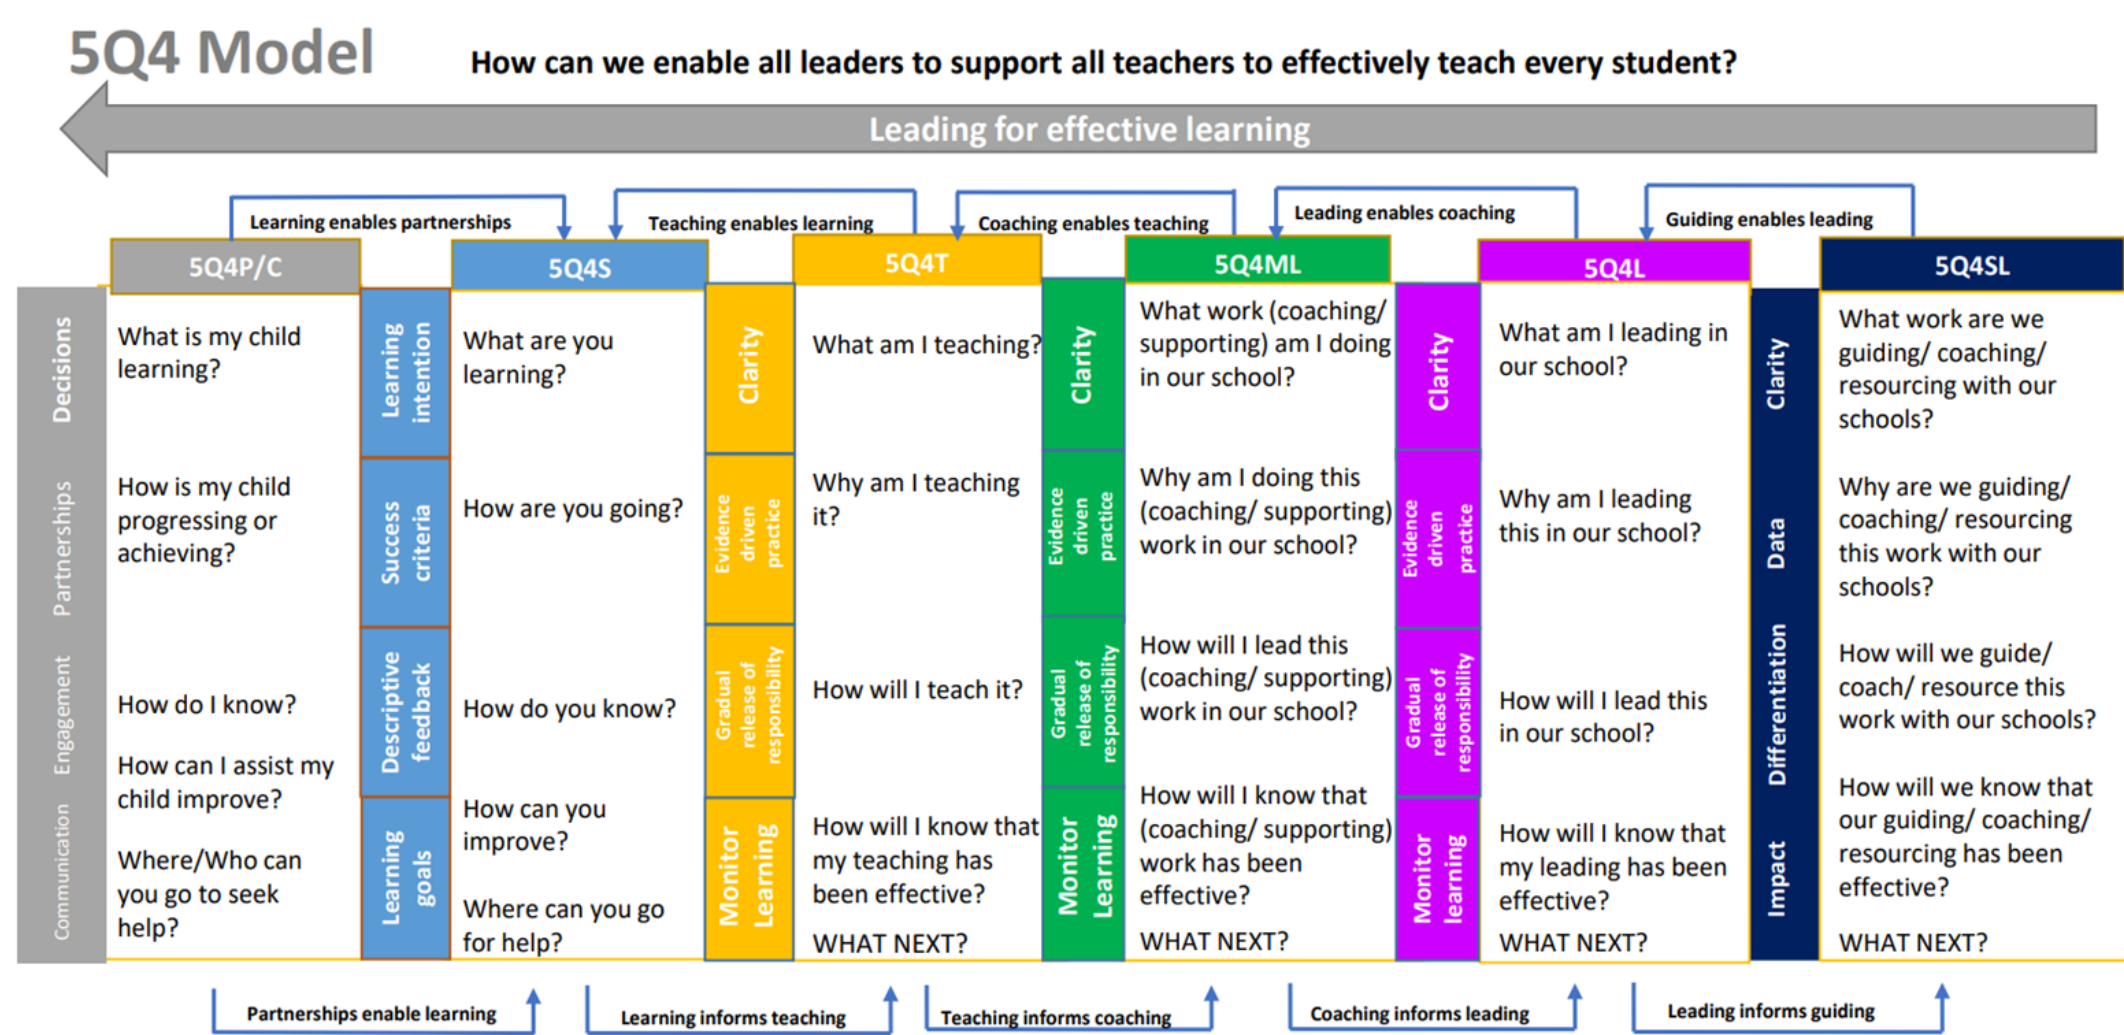 5Q4 Model
How can we enable all leaders to support all teachers to effectively teach every student?
Leading for effective learning
Learning enables partnerships
Teaching enables learning
Coaching enables teaching
Leading enables coaching
Guiding enables leading
5Q4P/C
5Q4S
5Q4T
5Q4ML
5Q4L
5Q4SL
Decisions
Partnerships
Engagement
Communication
What is my child
learning?
How is my child
progressing or
achieving?
How do I know?
How can I assist my
child improve?
Where/Who can
you go to seek
help?
Learning
intention
Success
criteria
Descriptive
feedback
Learning
goals
What are you
learning?
How are you going?
How do you know?
How can you
improve?
Where can you go
for help?
Clarity
Evidence
driven
practice
Gradual
release of
responsibility
Monitor
Learning
What am I teaching?
Why am I teaching
it?
How will I teach it?
How will I know that
my teaching has
been effective?
WHAT NEXT?
Clarity
Evidence
driven
practice
Gradual
release of
responsibility
Monitor
Learning
What work (coaching/
supporting) am I doing
in our school?
Why am I doing this
(coaching/ supporting)
work in our school?
How will I lead this
(coaching/ supporting)
work in our school?
How will I know that
(coaching/ supporting)
work has been
effective?
WHAT NEXT?
Clarity
Evidence
driven
practice
Gradual
release of
responsibility
Monitor
learning
What am I leading in
our school?
Why am I leading
this in our school?
How will I lead this
in our school?
How will I know that
my leading has been
effective?
WHAT NEXT?
Clarity
Data
Differentiation
Impact
What work are we
guiding/ coaching/
resourcing with our
schools?
Why are we guiding/
coaching/ resourcing
this work with our
schools?
How will we guide/
coach/ resource this
work with our schools?
How will we know that
our guiding/ coaching/
resourcing has been
effective?
WHAT NEXT?
Partnerships enable learning
Learning informs teaching
Teaching informs coaching
Coaching informs leading
Leading informs guiding